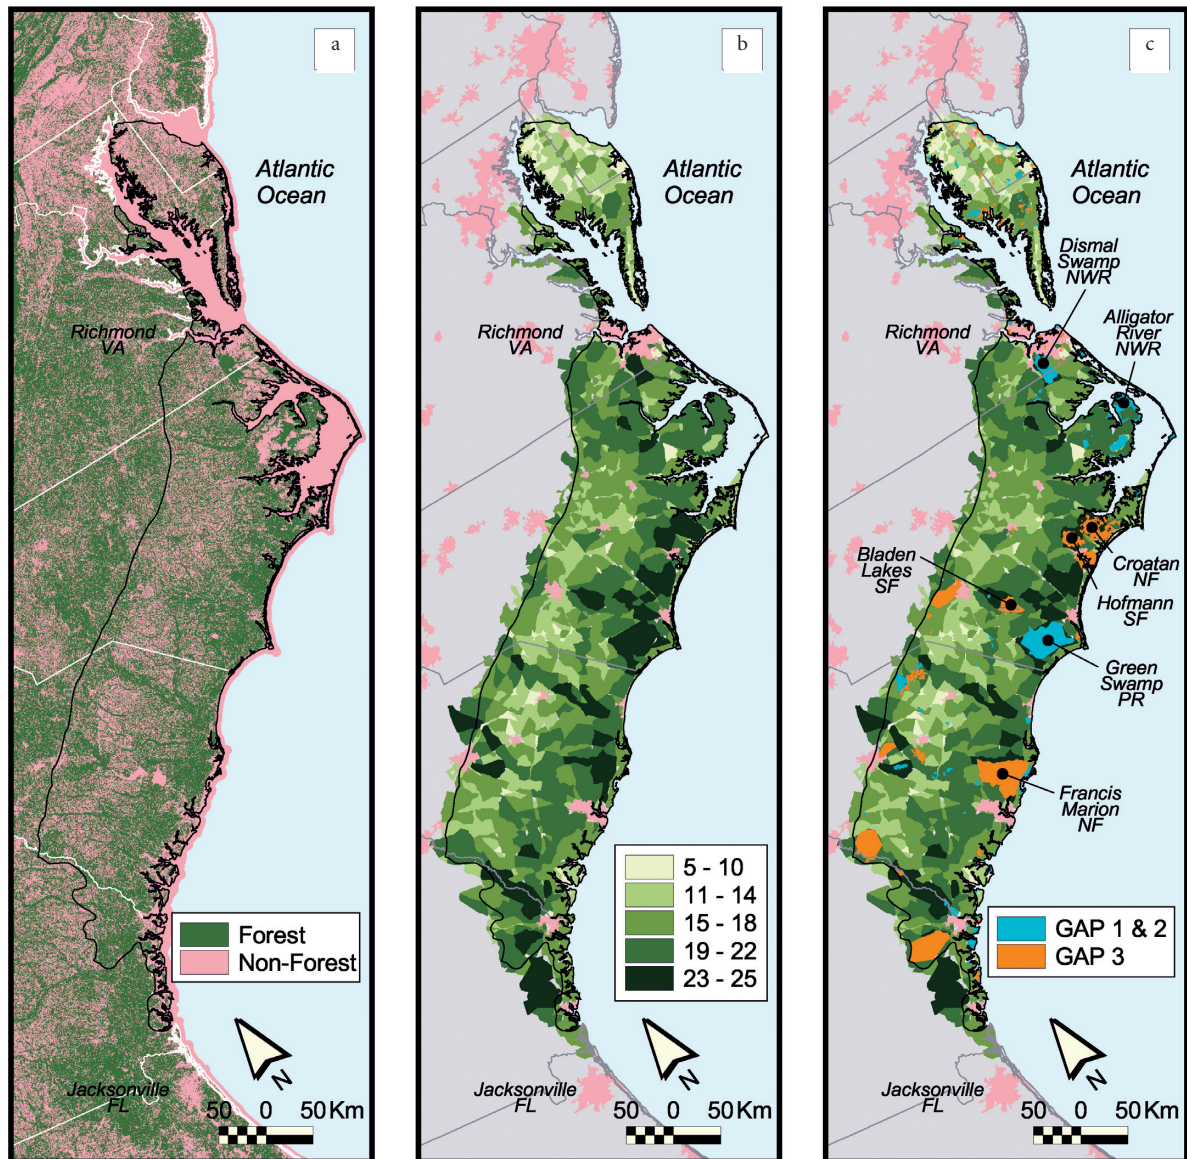 a
Atlantic
Ocean
Richmond
VA
Forest
Non-Forest
N
Jacksonville
FL
50 0 50 Km
b
Atlantic
Ocean
Richmond
VA
5 - 10
11 - 14
15 - 18
19 - 22
23 - 25
N
Jacksonville
FL
50 0 50 Km
c
Atlantic
Ocean
Dismal
Swamp
NWR
Alligator
River
NWR
Richmond
VA
Bladen
Lakes
SF
Croatan
NF
Hofmann
SF
Green
Swamp
PR
Francis
Marion
NF
GAP 1 & 2
GAP 3
N
Jacksonville
FL
50 0 50 Km